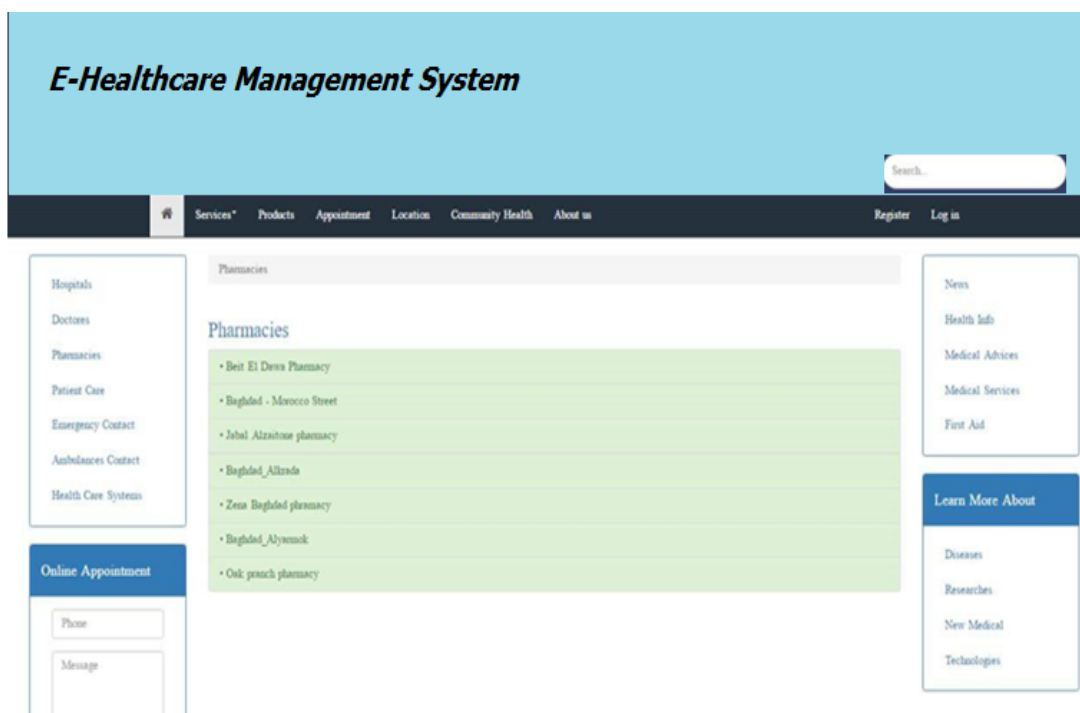 E-Healthcare Management System
Search..
Services* Products Appointment Location Community Health About us Register Log in
Hospitals
Doctores
Pharmacies
Patient Care
Emergency Contact
Ambulances Contact
Health Care Systems
Online Appointment
Phone
Message
Pharmacies
Pharmacies
• Beit El Dawa Pharmacy
• Baghdad - Morocco Street
• Jabal Alzaitone pharmacy
• Baghdad_Alkrada
• Zena Baghdad phramacy
• Baghdad_Alyarmok
• Oak pranch pharmacy
News
Health Info
Medical Advices
Medical Services
First Aid
Learn More About
Diseases
Researches
New Medical
Technologies